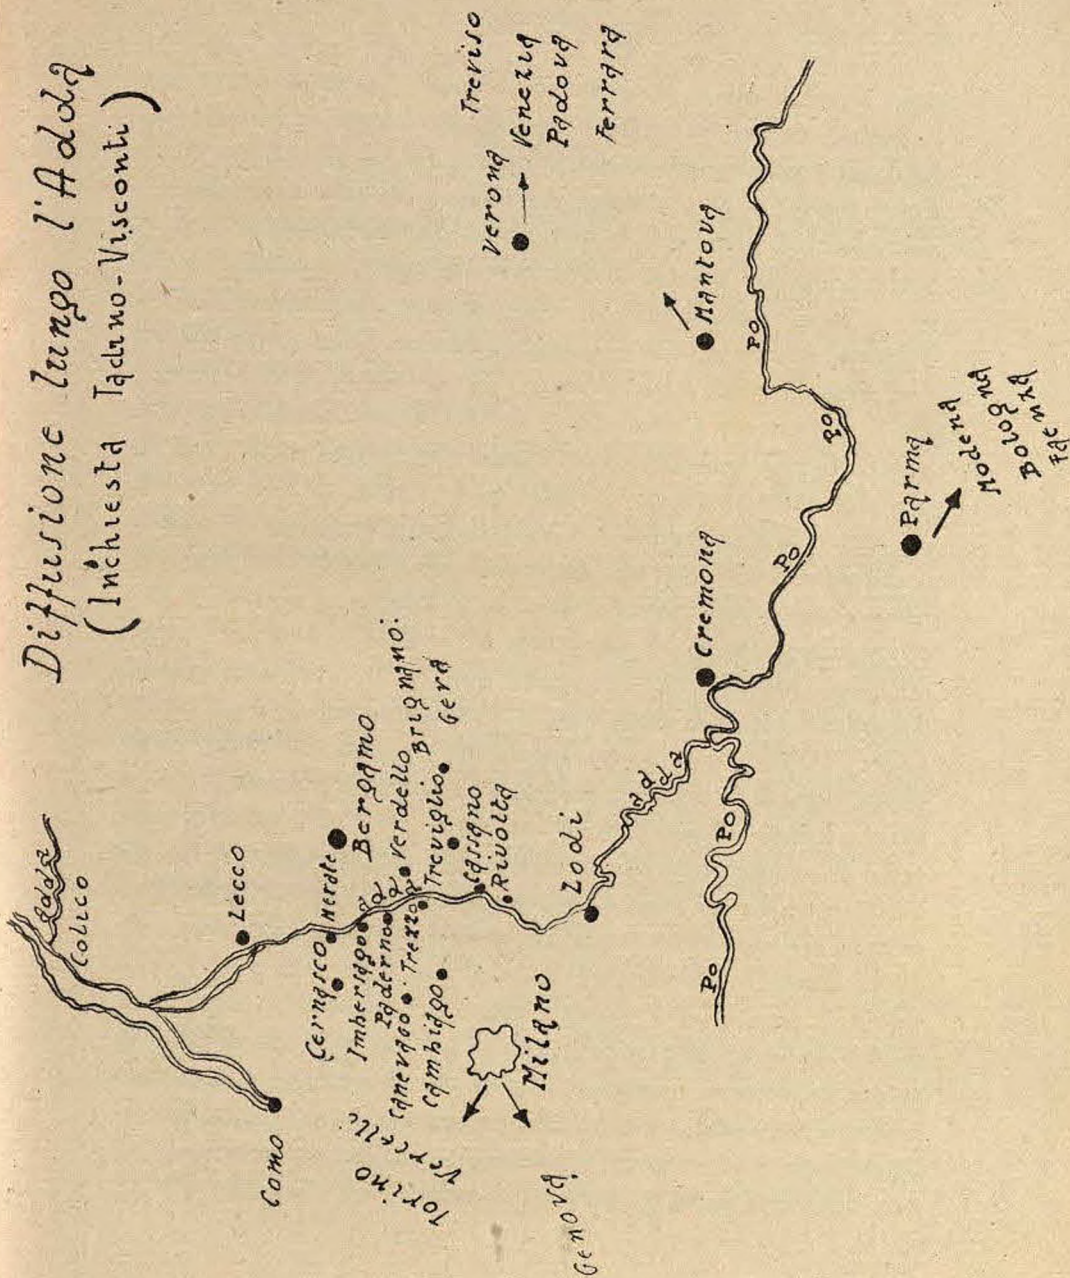 Diffusione lungo l'Adda
(Inchiesta Tadino-Visconti)
Adda
Colico
Como
Lecco
Cernusco
Merate
Imbersago
Paderno
Bergamo
Verdello
Brignano
Canevago
Trezzo
Treviglio
Gera
Cambiago
Cassano
Rivolta
Milano
Torino
Vercelli
Genova
Lodi
Adda
Cremona
Po
Po
Po
Po
Po
Mantova
Verona
Treviso
Venezia
Padova
Ferrara
Parma
Modena
Bologna
Faenza